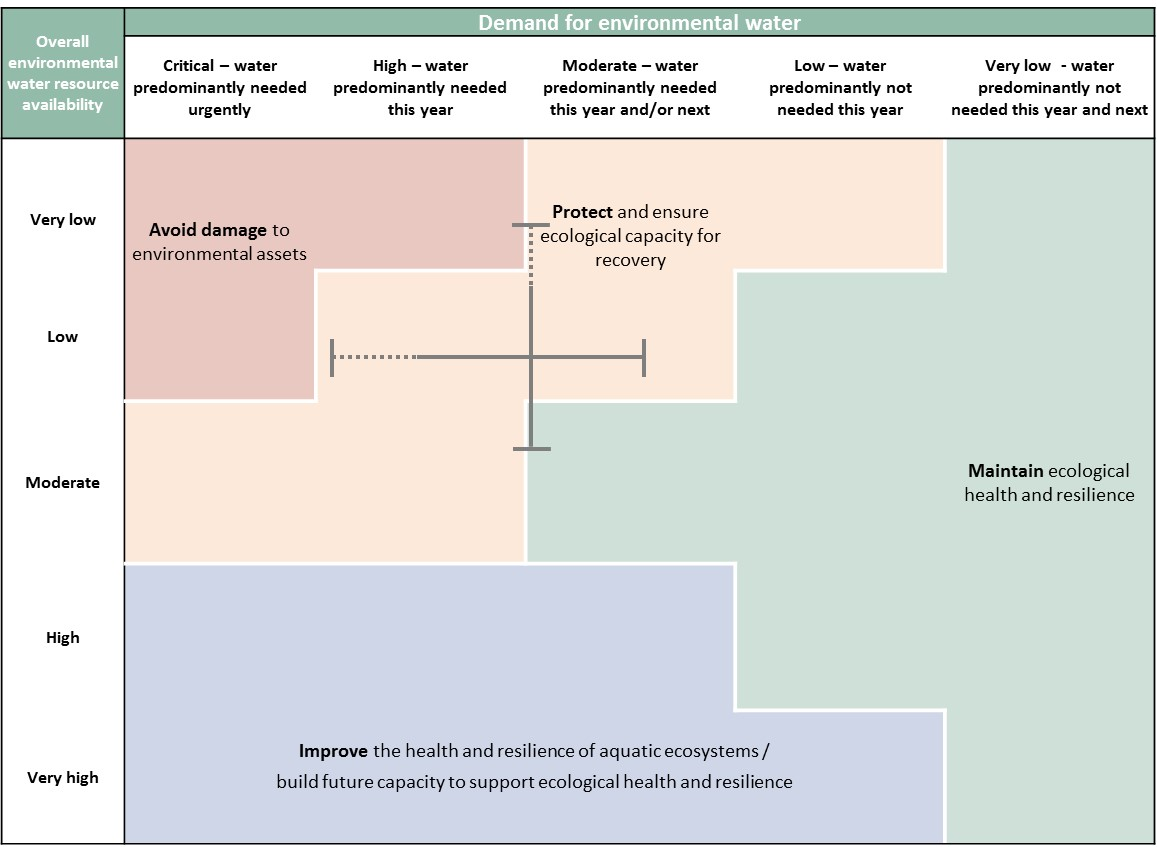 Demand for environmental water
Overall
environmental
water resource
availability
Critical – water
predominantly needed
urgently
High – water
predominantly needed
this year
Moderate – water
predominantly needed
this year and/or next
Low – water
predominantly not
needed this year
Very low - water
predominantly not
needed this year and next
Very low
Avoid damage to
environmental assets
Protect and ensure
ecological capacity for
recovery
Low
Moderate
Maintain ecological
health and resilience
High
Very high
Improve the health and resilience of aquatic ecosystems /
build future capacity to support ecological health and resilience